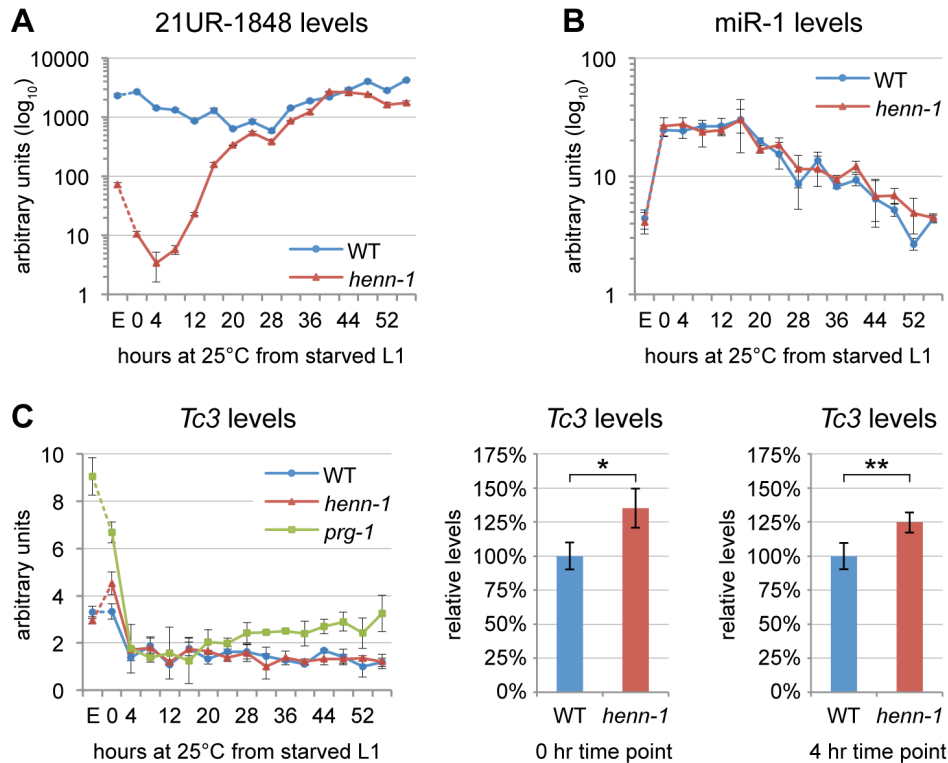 A
21UR-1848 levels
arbitrary units (log10)
10000
1000
100
10
1
WT
henn-1
E 0 4 12 20 28 36 44 52
hours at 25°C from starved L1
B
miR-1 levels
arbitrary units (log10)
100
10
1
WT
henn-1
E 0 4 12 20 28 36 44 52
hours at 25°C from starved L1
C
Tc3 levels
arbitrary units
10
8
6
4
2
0
WT
henn-1
prg-1
E 0 4 12 20 28 36 44 52
hours at 25°C from starved L1
Tc3 levels
relative levels
175%
150%
125%
100%
175%
150%
125%
0%
*
WT henn-1
0 hr time point
Tc3 levels
relative levels
175%
150%
125%
100%
175%
150%
125%
0%
**
WT henn-1
4 hr time point